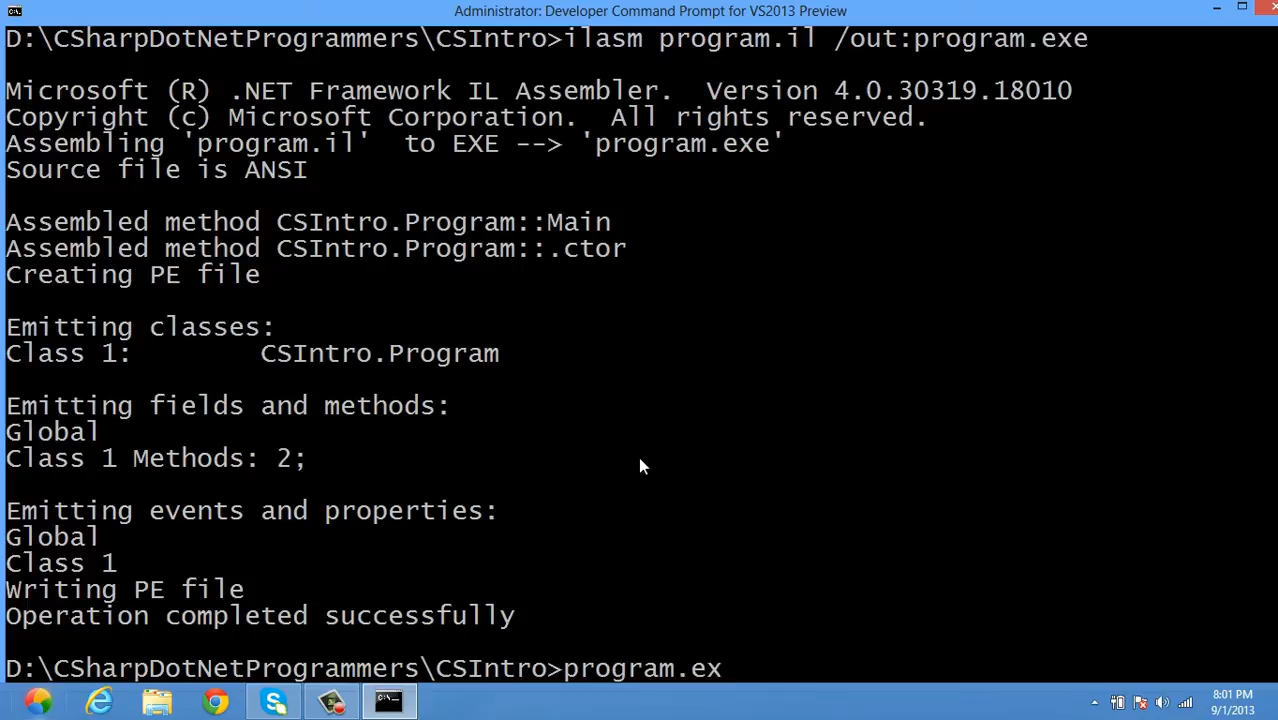 Administrator: Developer Command Prompt for VS2013 Preview
D:\CSharpDotNetProgrammers\CSIntro>ilasm program.il /out:program.exe
Microsoft (R) .NET Framework IL Assembler.  Version 4.0.30319.18010
Copyright (c) Microsoft Corporation.  All rights reserved.
Assembling 'program.il'  to EXE --> 'program.exe'
Source file is ANSI
Assembled method CSIntro.Program::Main
Assembled method CSIntro.Program::.ctor
Creating PE file
Emitting classes:
Class 1:        CSIntro.Program
Emitting fields and methods:
Global
Class 1 Methods: 2;
Emitting events and properties:
Global
Class 1
Writing PE file
Operation completed successfully
D:\CSharpDotNetProgrammers\CSIntro>program.ex
8:01 PM
9/1/2013